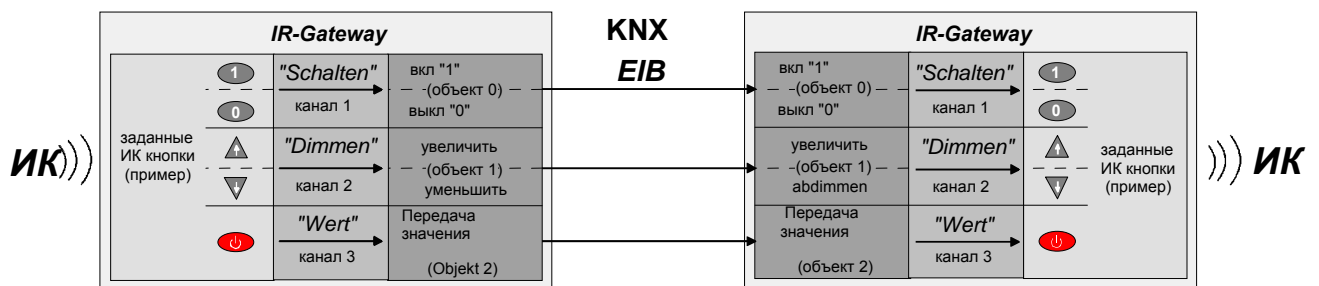 IR-Gateway
KNX
EIB
IR-Gateway
ИК
заданные
ИК кнопки
(пример)
1
0
"Schalten"
канал 1
вкл "1"
(объект 0)
выкл "0"
"Dimmen"
канал 2
увеличить
(объект 1)
уменьшить
"Wert"
канал 3
Передача
значения
(Objekt 2)
вкл "1"
(объект 0)
выкл "0"
"Schalten"
канал 1
1
0
увеличить
(объект 1)
abdimmen
"Dimmen"
канал 2
Передача
значения
(объект 2)
"Wert"
канал 3
заданные
ИК кнопки
(пример)
ИК